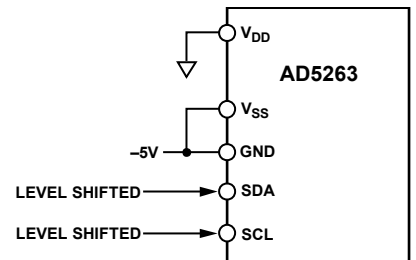 V_DD
AD5263
V_SS
–5V
GND
LEVEL SHIFTED
SDA
LEVEL SHIFTED
SCL